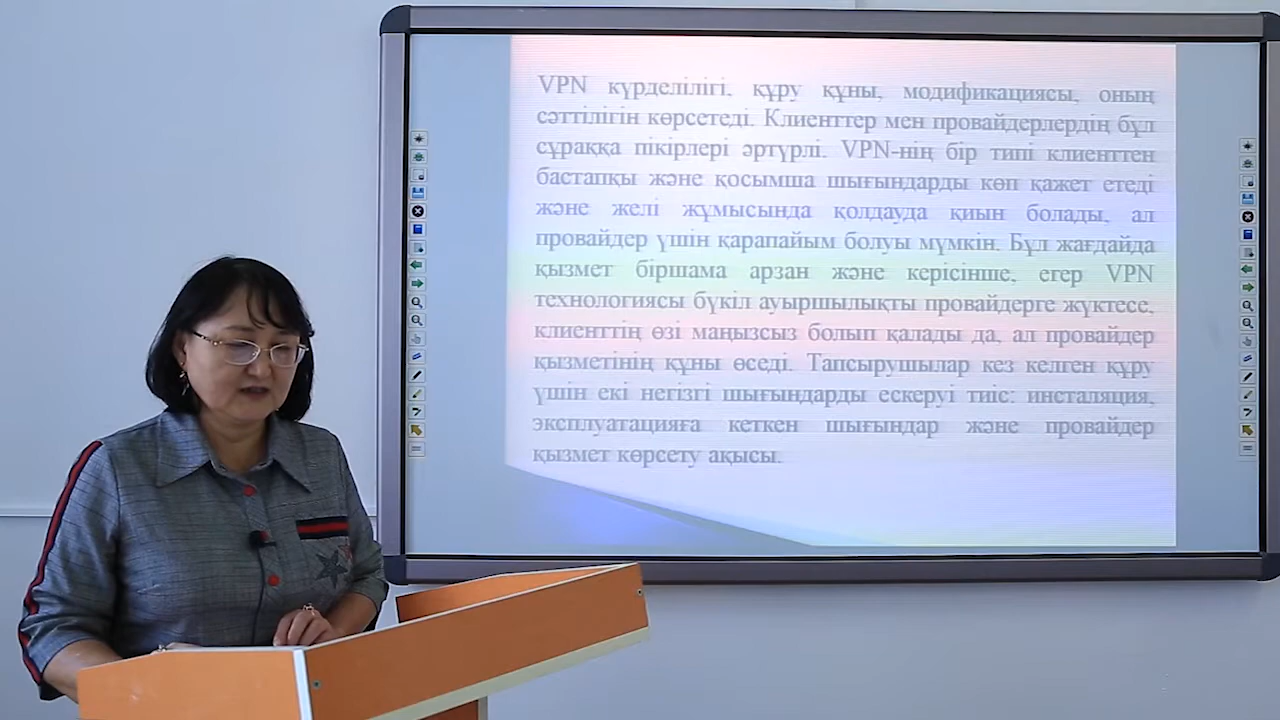 VPN күрделілігі, құру құны, модификациясы, оның
сәттілігін көрсетеді. Клиенттер мен провайдерлердің бұл
сұраққа пікірлері әртүрлі. VPN-нің бір типі клиенттен
бастапқы және қосымша шығындарды көп қажет етеді
және желі жұмысында қолдауда қиын болады, ал
провайдер үшін қарапайым болуы мүмкін. Бұл жағдайда
қызмет біршама арзан және керісінше, егер VPN
технологиясы бүкіл ауыршылықты провайдерге жүктесе,
клиенттің өзі маңызсыз болып қалады да, ал провайдер
қызметінің құны өседі. Тапсырушылар кез келген құру
үшін екі негізгі шығындарды ескеруі тиіс: инсталяция,
эксплуатацияға кеткен шығындар және провайдер
қызмет көрсету ақысы.